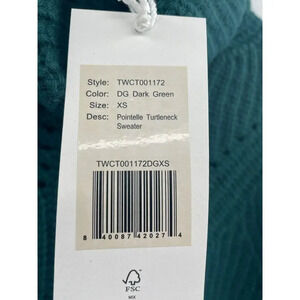 Style: TWCT001172
Color: DG Dark Green
Size: XS
Desc: Pointelle Turtleneck
Sweater
TWCT001172DGXS
8 40087 42027 4
FSC
MIX